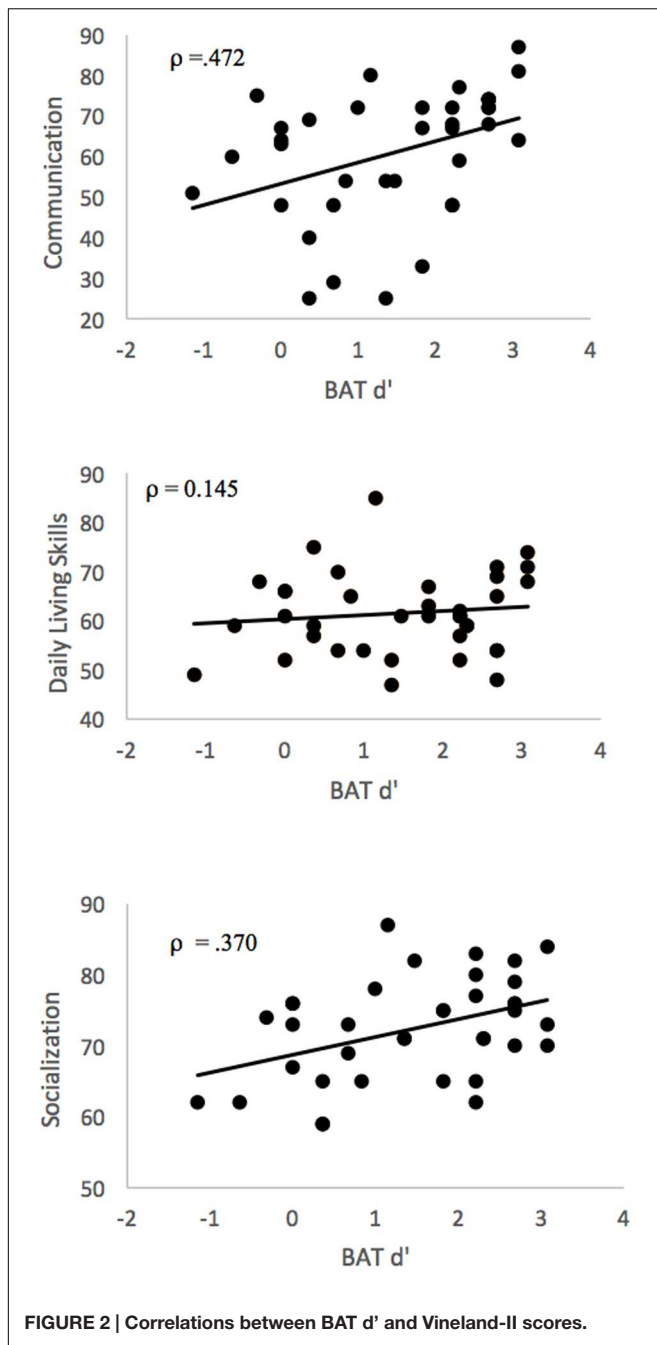 90
ρ =.472
80
70
60
50
40
30
20
Communication
-2 -1 0 1 2 3 4
BAT d'
90
ρ = 0.145
80
70
60
50
40
Daily Living Skills
-2 -1 0 1 2 3 4
BAT d'
90
ρ = .370
80
70
60
50
Socialization
-2 -1 0 1 2 3 4
BAT d'
FIGURE 2 | Correlations between BAT d’ and Vineland-II scores.